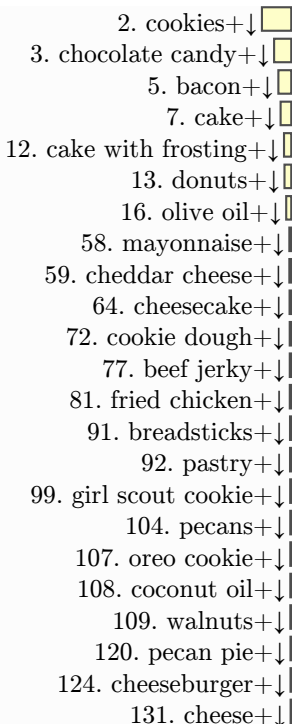 2. cookies+↓
3. chocolate candy+↓
5. bacon+↓
7. cake+↓
12. cake with frosting+↓
13. donuts+↓
16. olive oil+↓
58. mayonnaise+↓
59. cheddar cheese+↓
64. cheesecake+↓
72. cookie dough+↓
77. beef jerky+↓
81. fried chicken+↓
91. breadsticks+↓
92. pastry+↓
99. girl scout cookie+↓
104. pecans+↓
107. oreo cookie+↓
108. coconut oil+↓
109. walnuts+↓
120. pecan pie+↓
124. cheeseburger+↓
131. cheese+↓